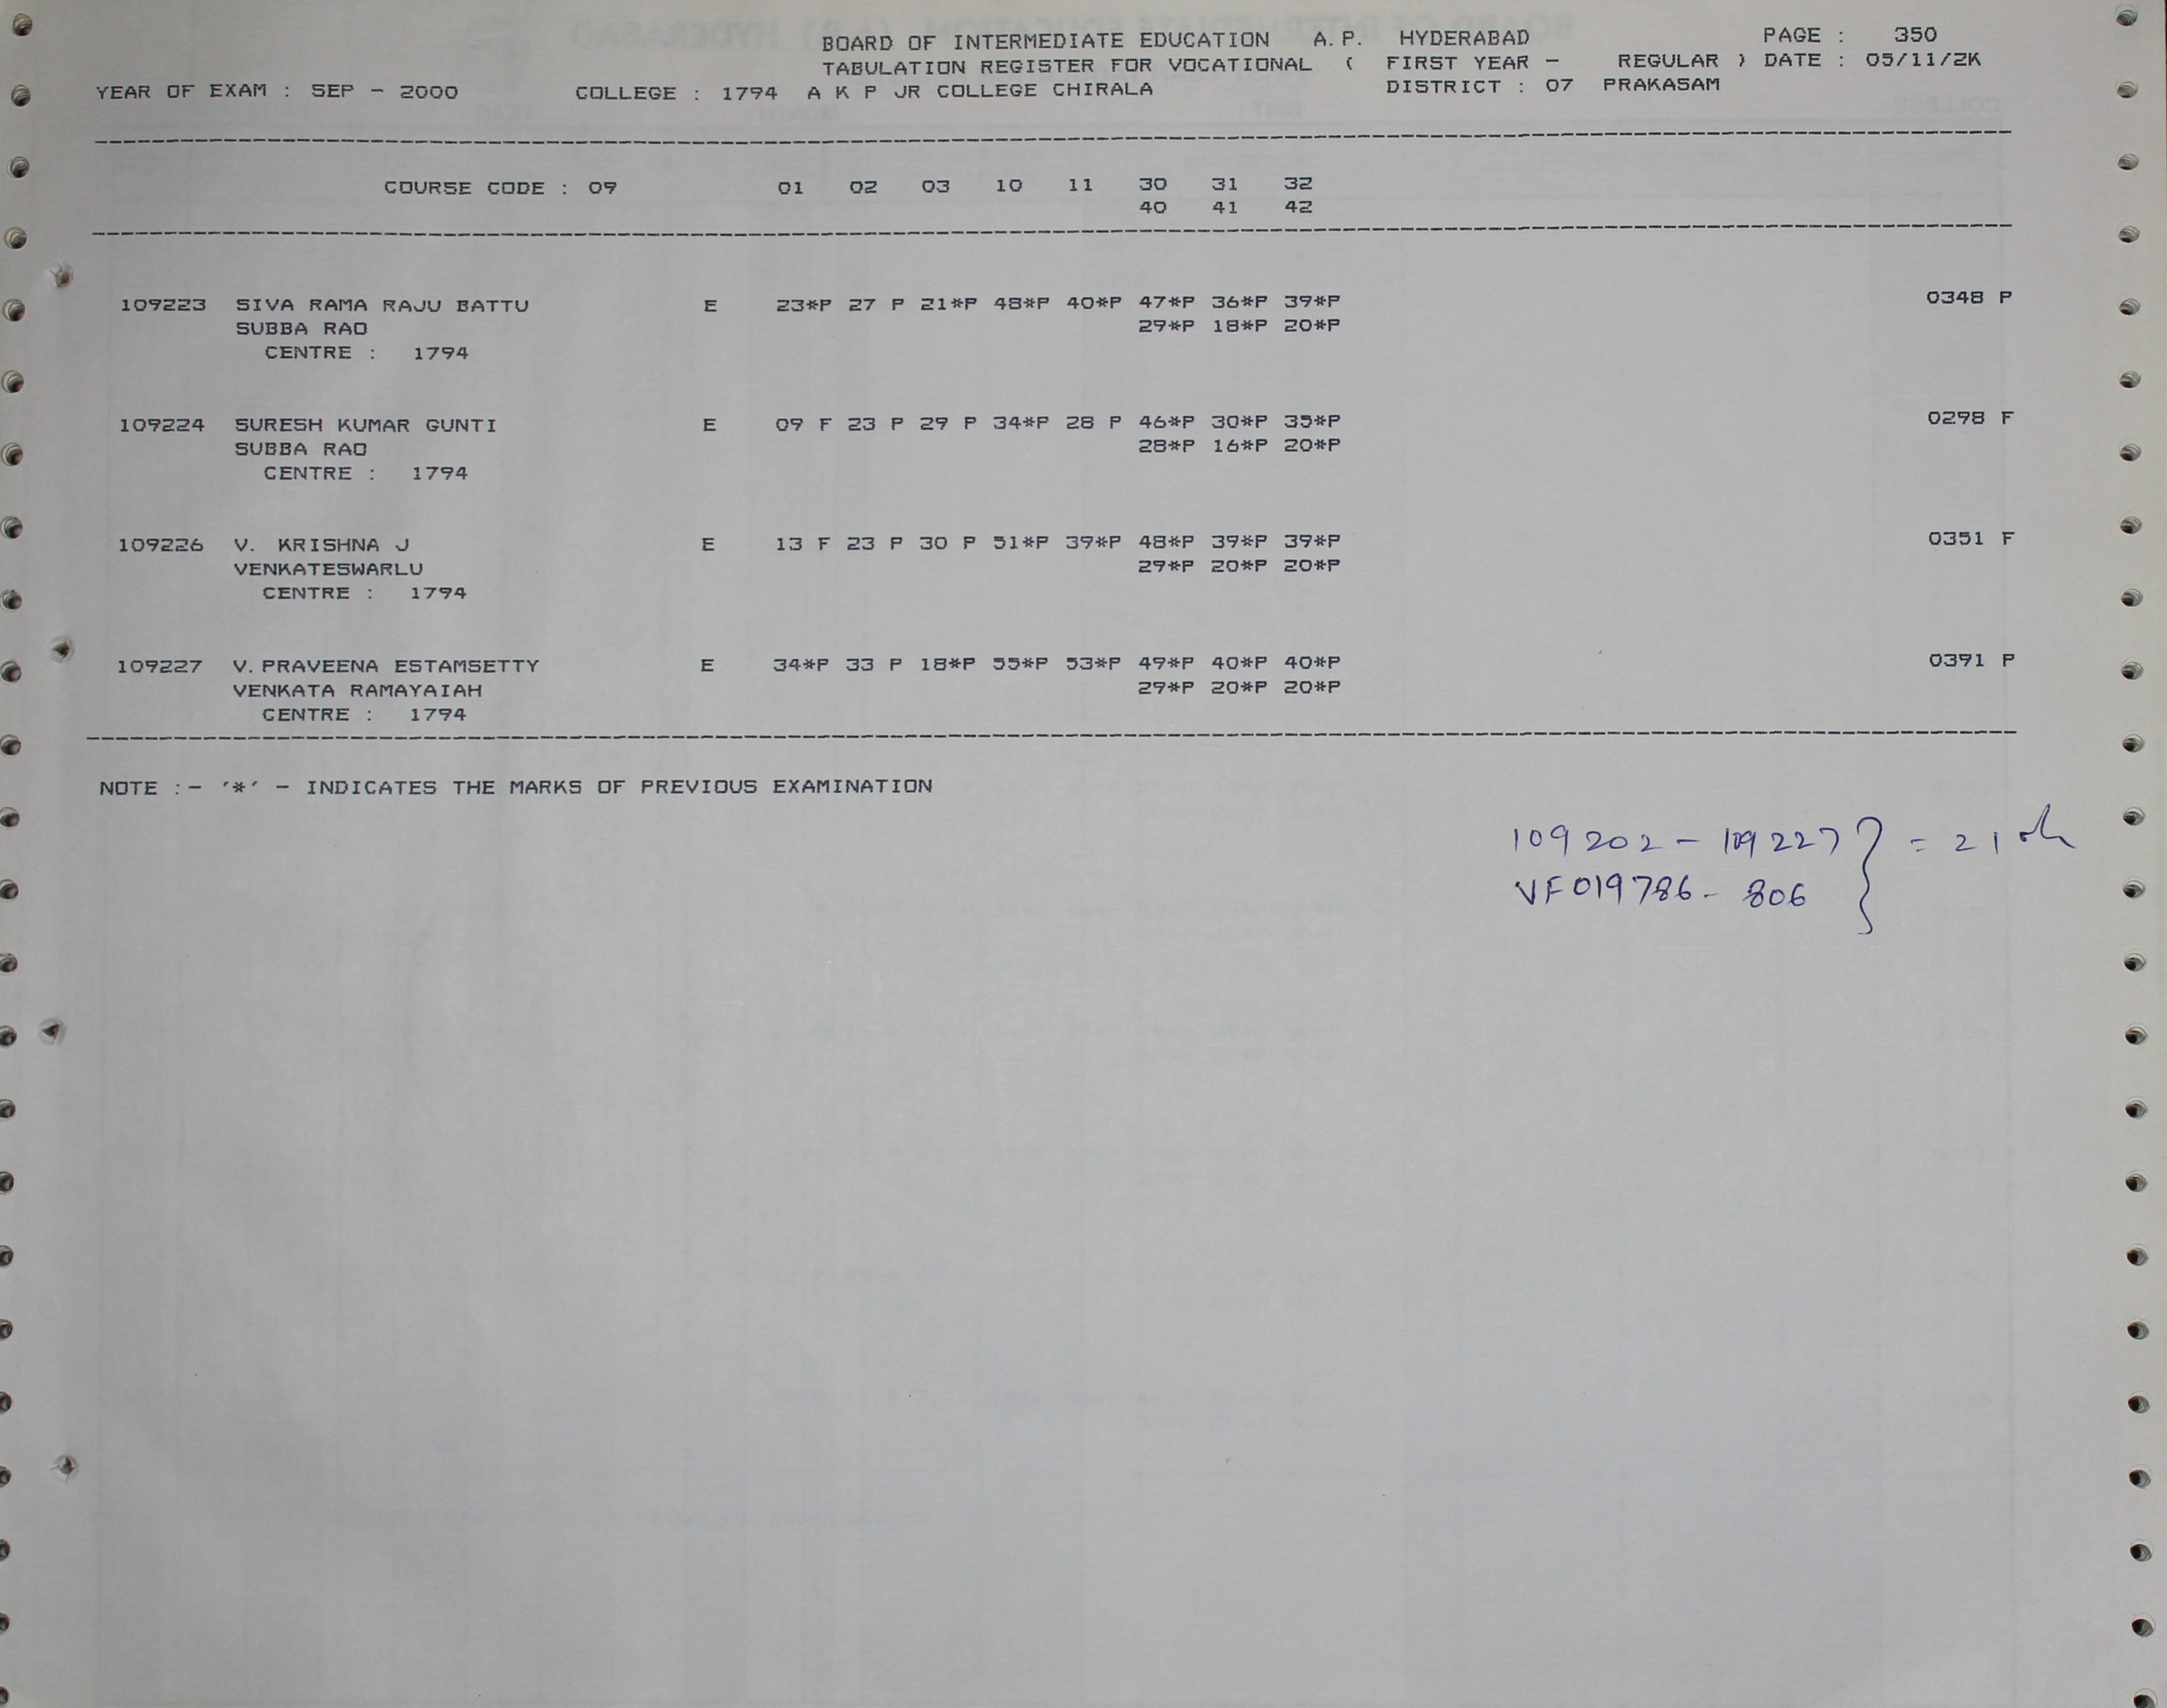 BOARD OF INTERMEDIATE EDUCATION A.P. HYDERABAD PAGE : 350
TABULATION REGISTER FOR VOCATIONAL ( FIRST YEAR - REGULAR ) DATE : 05/11/2K
YEAR OF EXAM : SEP - 2000 COLLEGE : 1794 A K P JR COLLEGE CHIRALA DISTRICT : 07 PRAKASAM
COURSE CODE : 09 01 02 03 10 11 30 31 32
40 41 42
109223 SIVA RAMA RAJU BATTU E 23*P 27 P 21*P 48*P 40*P 47*P 36*P 39*P 0348 P
SUBBA RAO 29*P 18*P 20*P
CENTRE : 1794
109224 SURESH KUMAR GUNTI E 09 F 23 P 29 P 34*P 28 P 46*P 30*P 35*P 0298 F
SUBBA RAO 28*P 16*P 20*P
CENTRE : 1794
109226 V. KRISHNA J E 13 F 23 P 30 P 51*P 39*P 48*P 39*P 39*P 0351 F
VENKATESWARLU 29*P 20*P 20*P
CENTRE : 1794
109227 V.PRAVEENA ESTAMSETTY E 34*P 33 P 18*P 55*P 53*P 49*P 40*P 40*P 0391 P
VENKATA RAMAYAIAH 29*P 20*P 20*P
CENTRE : 1794
NOTE :- '*' - INDICATES THE MARKS OF PREVIOUS EXAMINATION
109202 - 109227 } = 21
VF019786 - 806